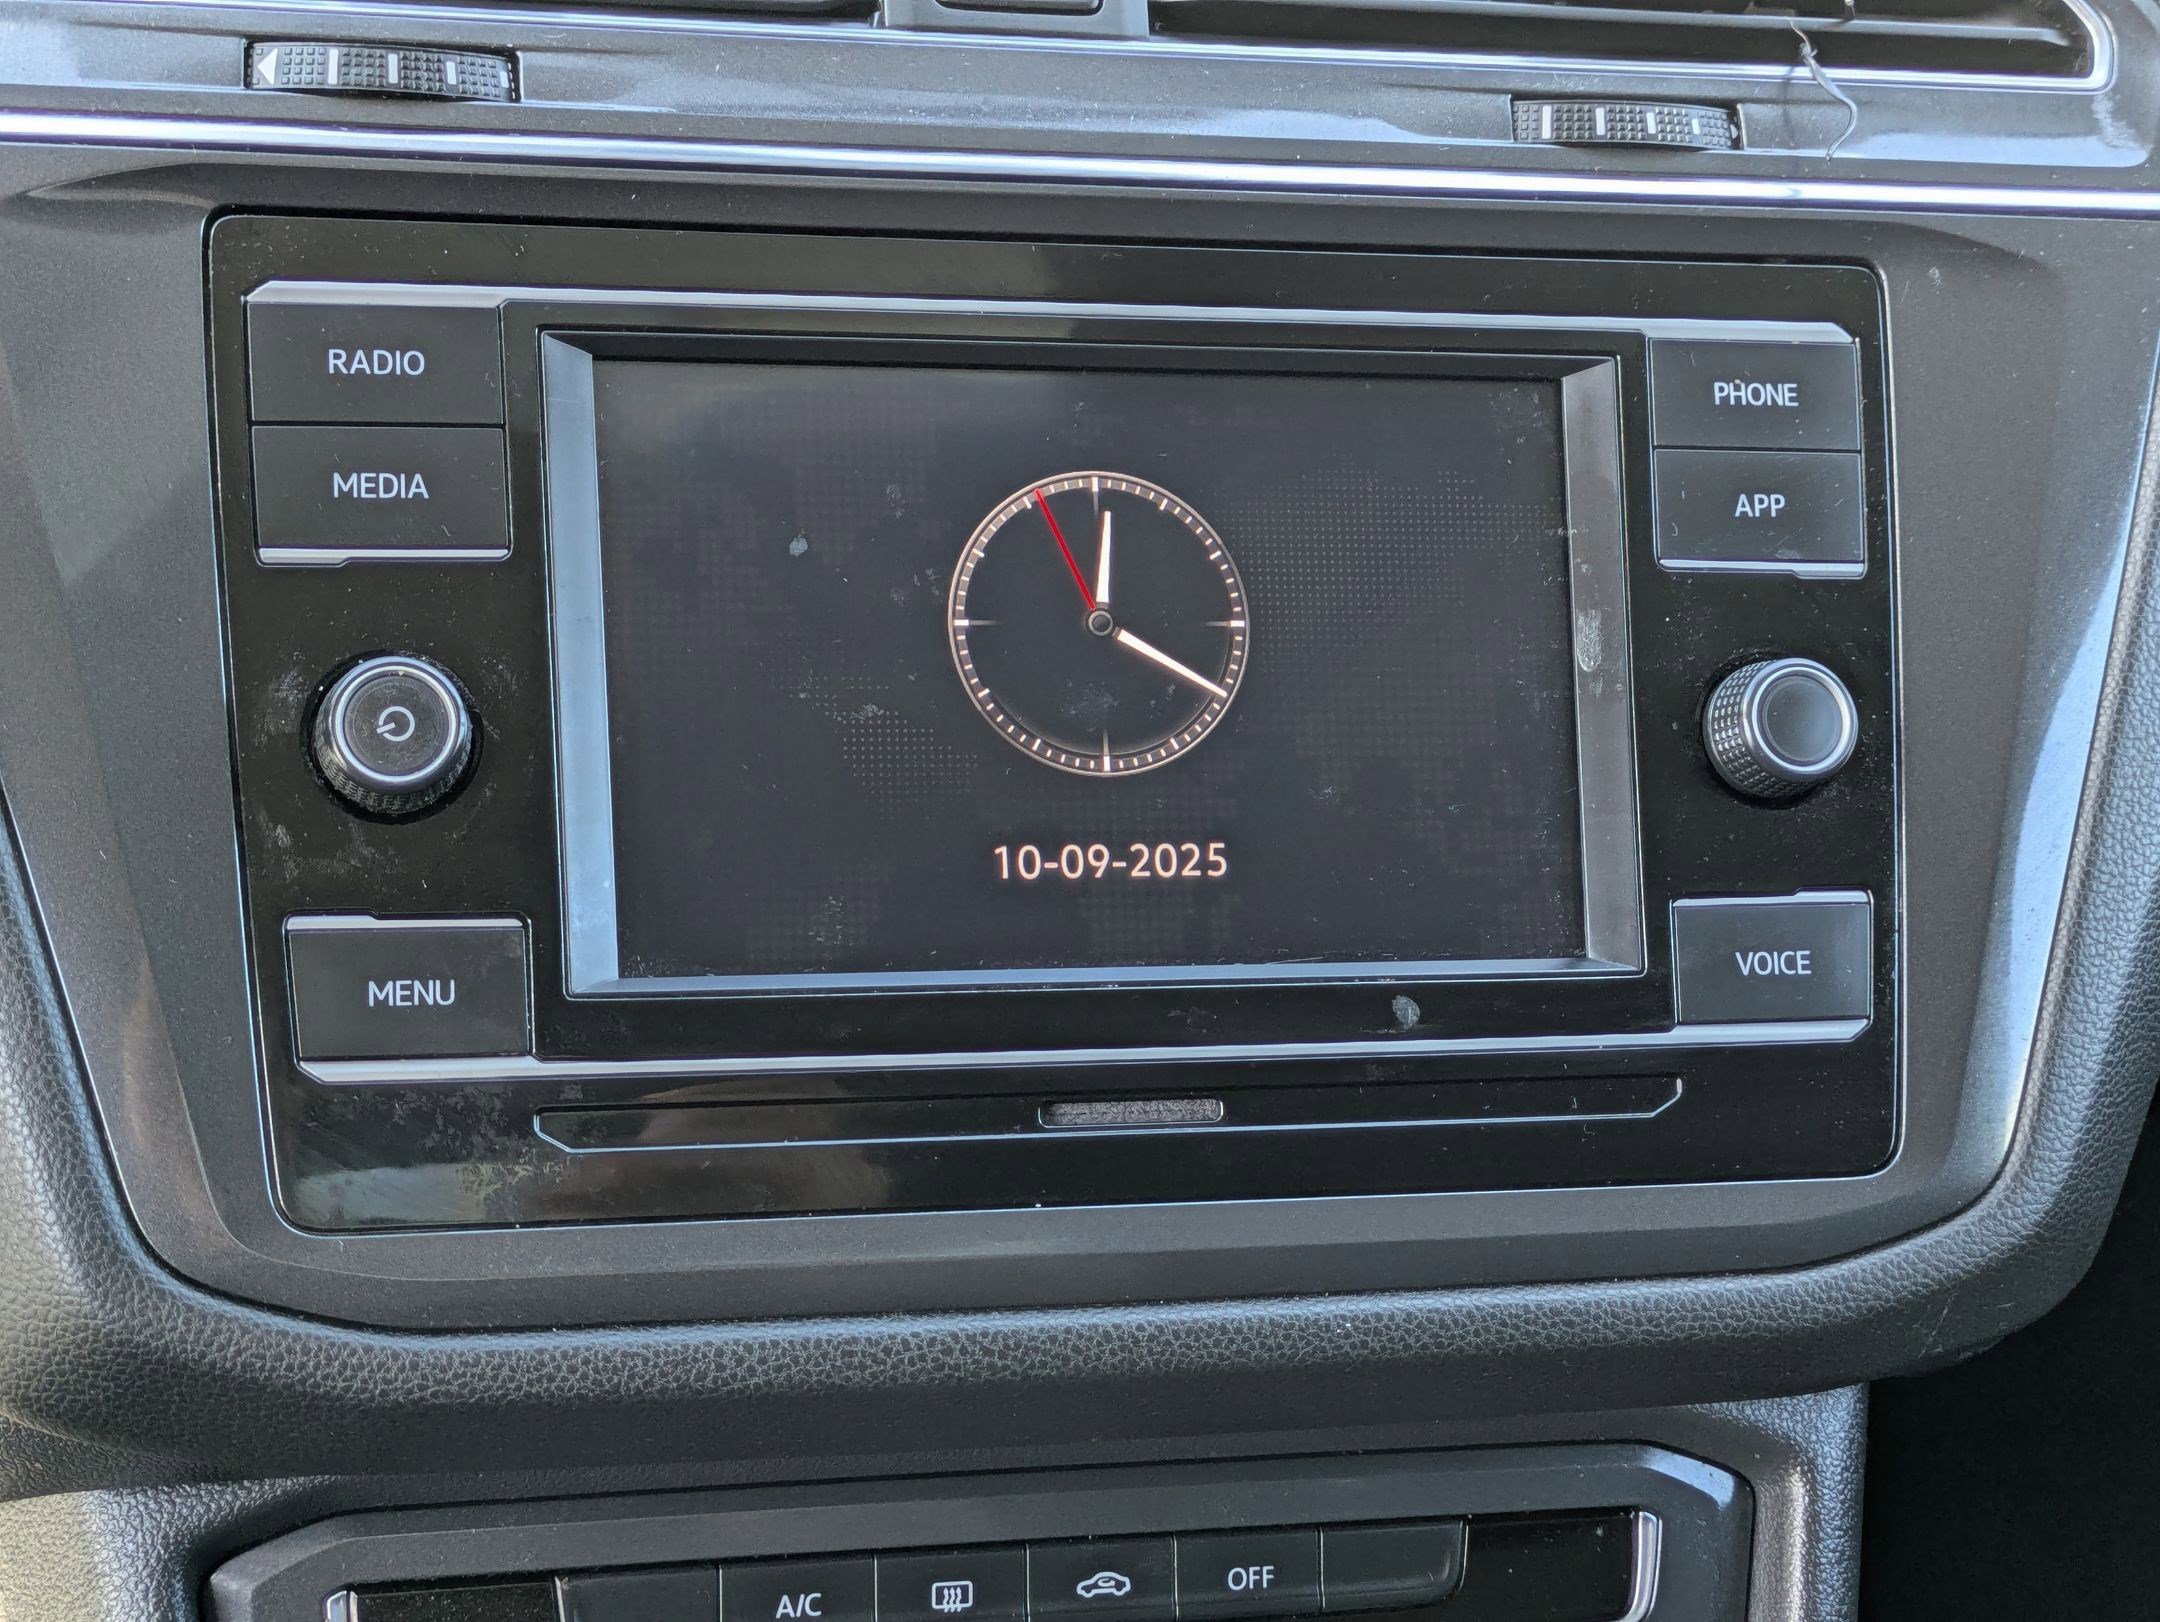 RADIO
PHONE
MEDIA
APP
10-09-2025
MENU
VOICE
A/C
OFF